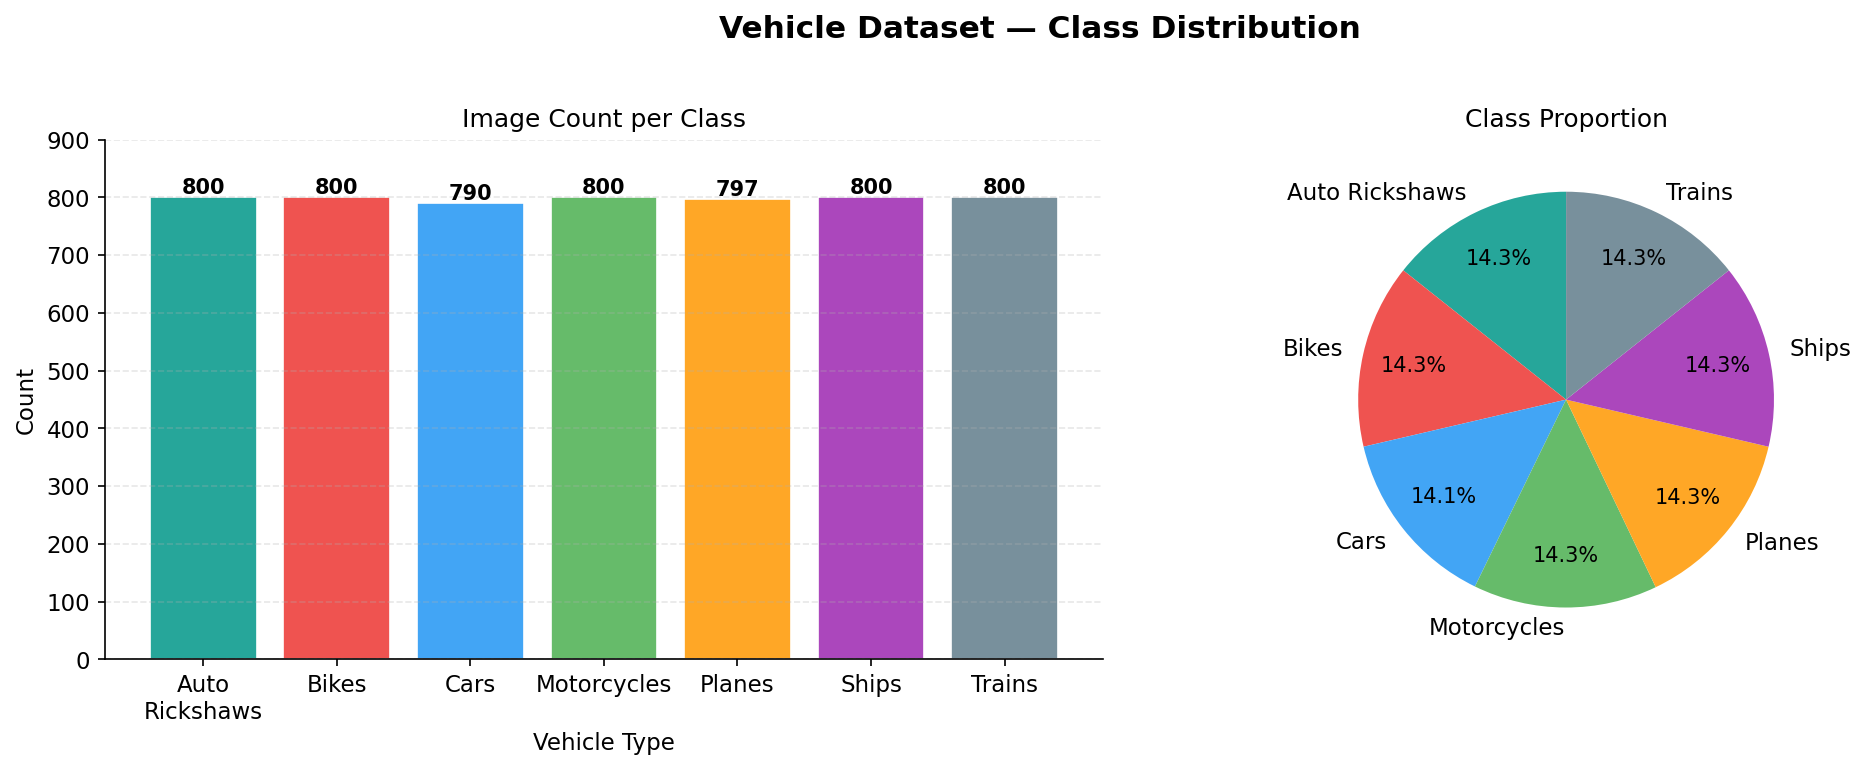 Vehicle Dataset — Class Distribution
Image Count per Class
900
800
700
600
500
400
300
200
100
0
Count
800
800
790
800
797
800
800
Auto
Rickshaws
Bikes
Cars
Motorcycles
Planes
Ships
Trains
Vehicle Type
Class Proportion
Auto Rickshaws
Trains
14.3%
14.3%
Bikes
Ships
14.3%
14.3%
14.1%
14.3%
Cars
Planes
14.3%
Motorcycles